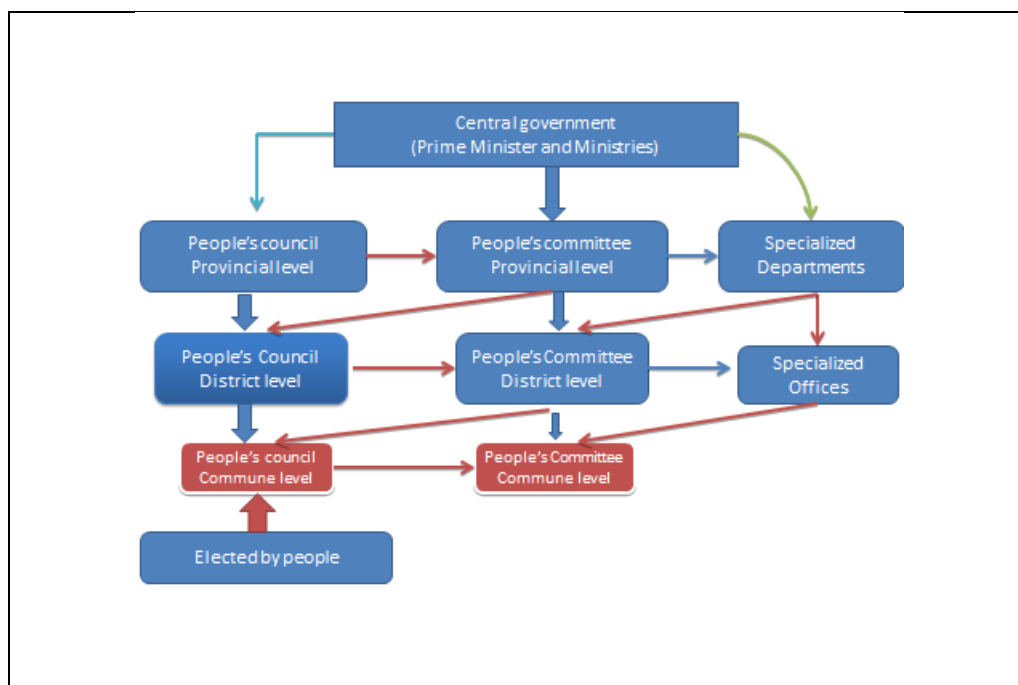 Central government
(Prime Minister and Ministries)
People's council
Provincial level
People's committee
Provincial level
Specialized
Departments
People's Council
District level
People's Committee
District level
Specialized
Offices
People's council
Commune level
People's Committee
Commune level
Elected by people